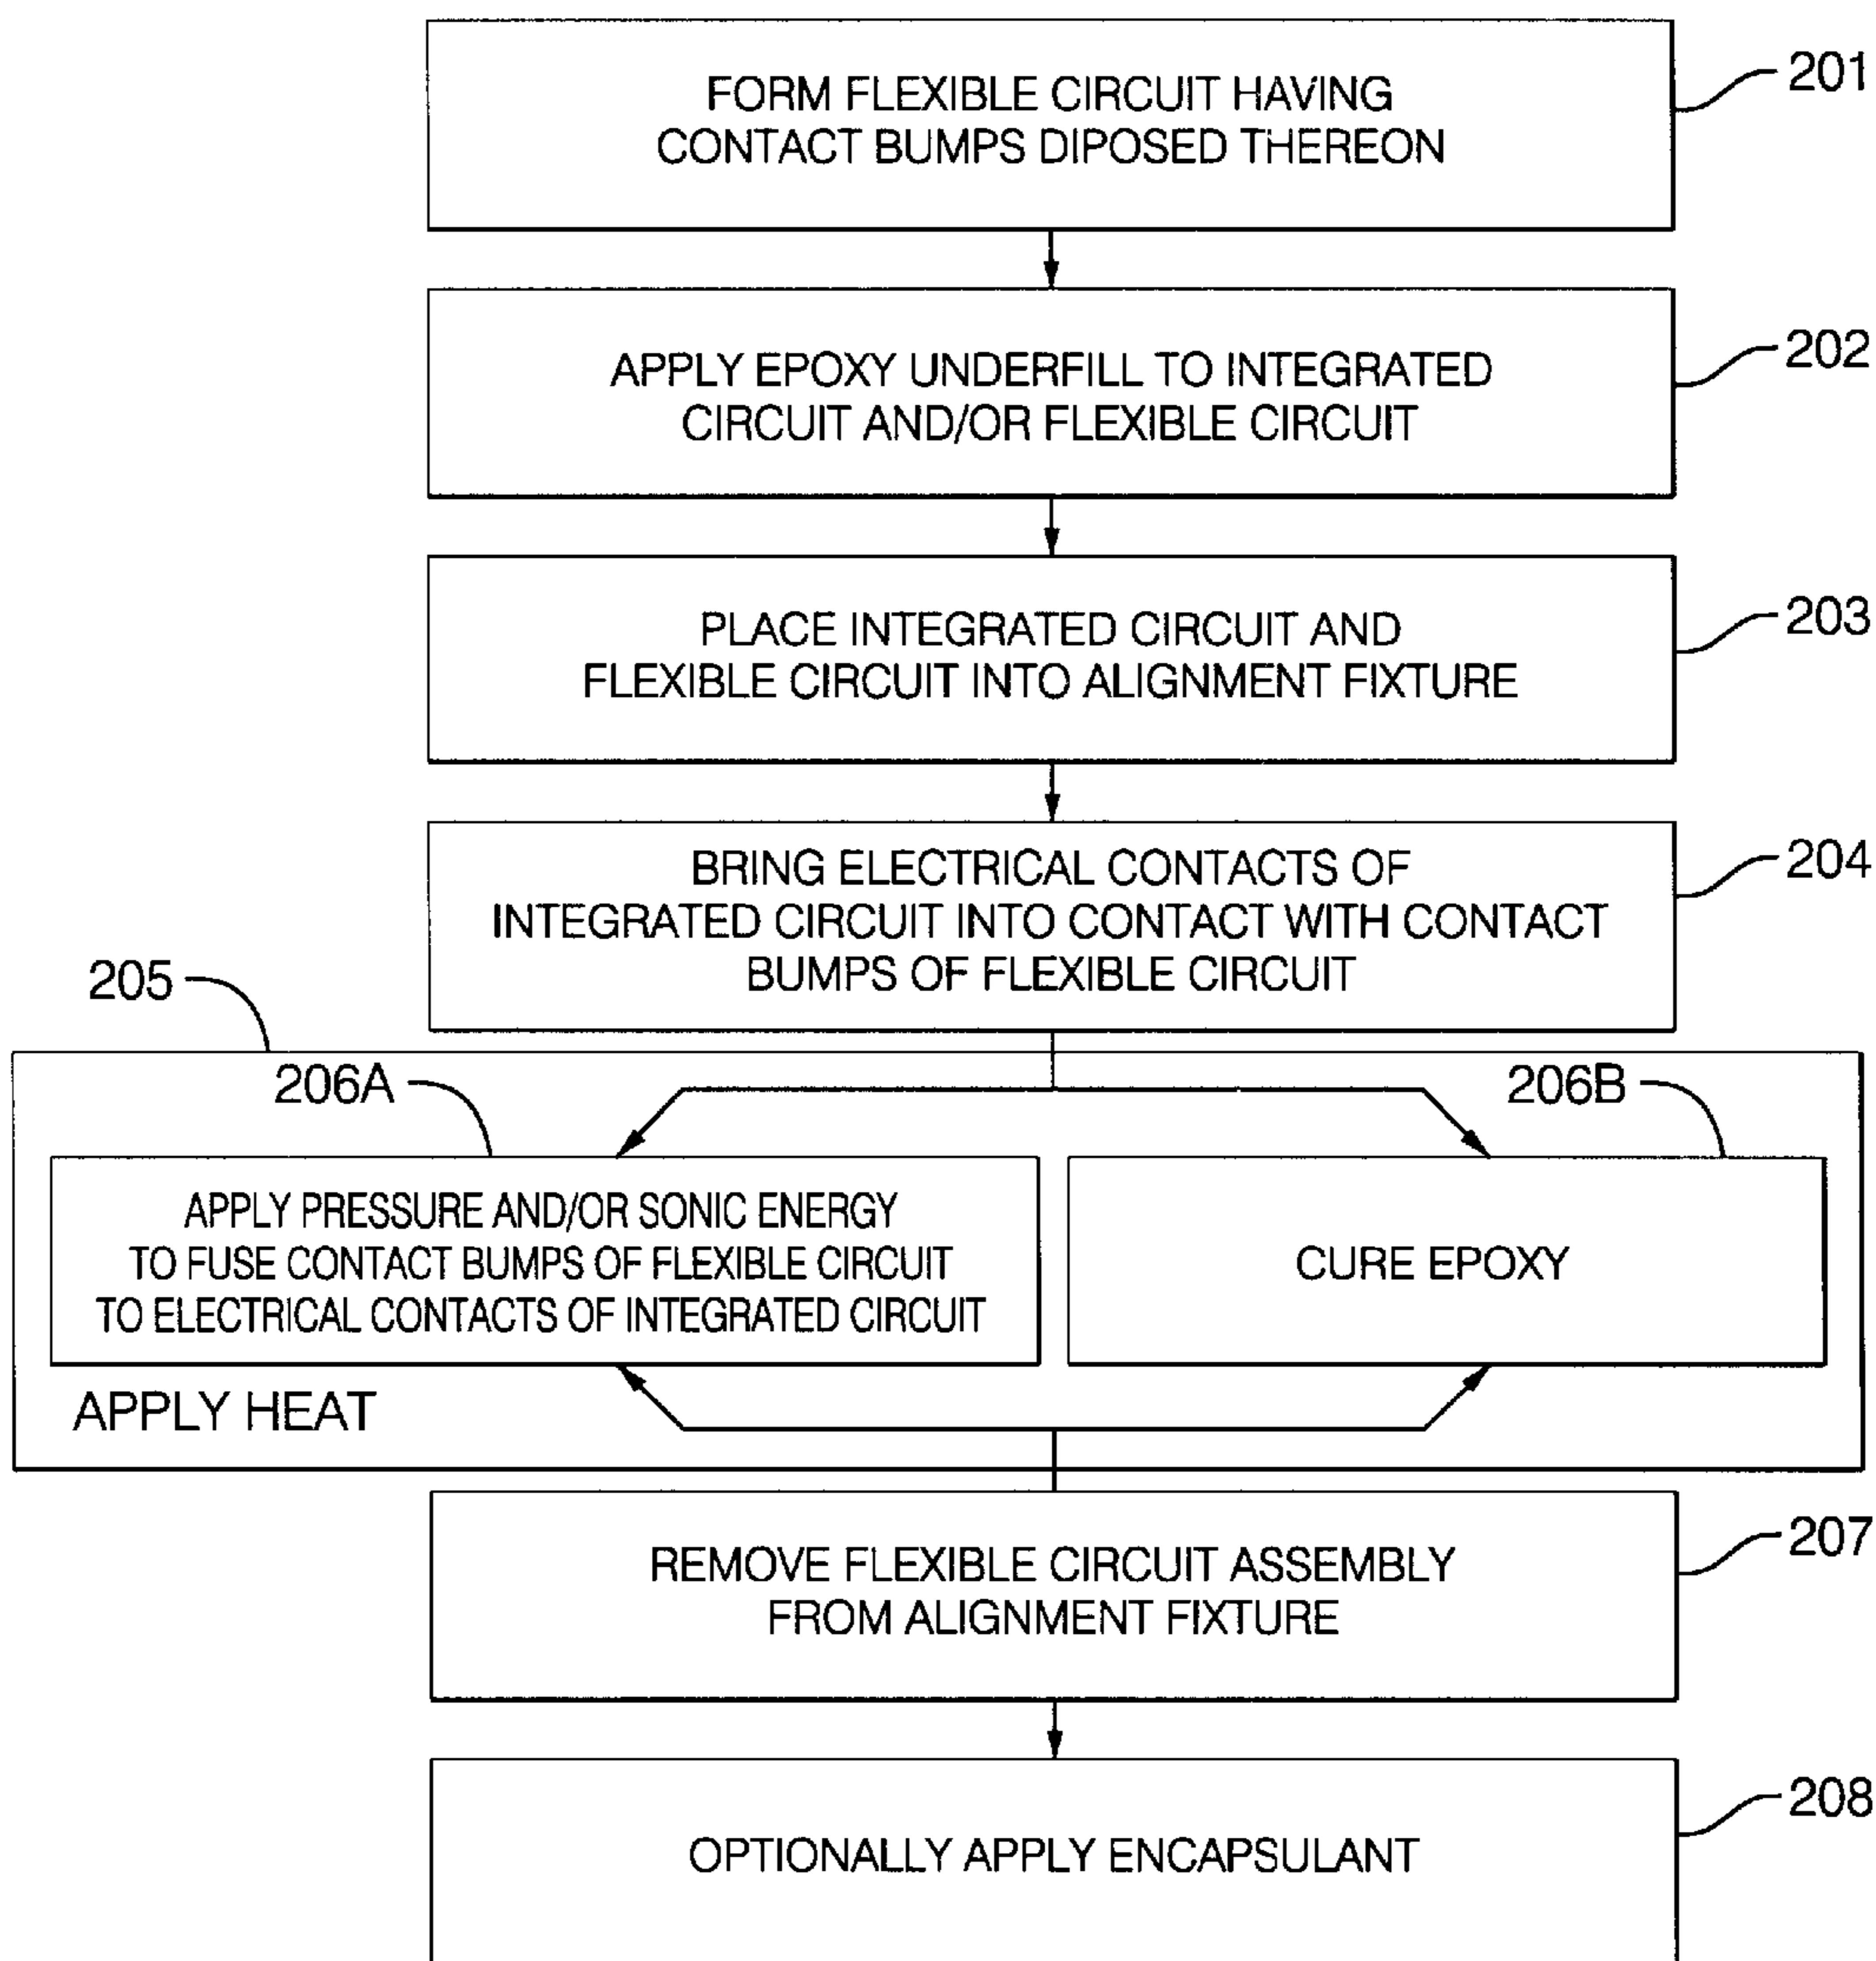 FORM FLEXIBLE CIRCUIT HAVING
CONTACT BUMPS DIPOSED THEREON
201
APPLY EPOXY UNDERFILL TO INTEGRATED
CIRCUIT AND/OR FLEXIBLE CIRCUIT
202
PLACE INTEGRATED CIRCUIT AND
FLEXIBLE CIRCUIT INTO ALIGNMENT FIXTURE
203
BRING ELECTRICAL CONTACTS OF
INTEGRATED CIRCUIT INTO CONTACT WITH CONTACT
BUMPS OF FLEXIBLE CIRCUIT
204
205
206A
206B
APPLY PRESSURE AND/OR SONIC ENERGY
TO FUSE CONTACT BUMPS OF FLEXIBLE CIRCUIT
TO ELECTRICAL CONTACTS OF INTEGRATED CIRCUIT
CURE EPOXY
APPLY HEAT
REMOVE FLEXIBLE CIRCUIT ASSEMBLY
FROM ALIGNMENT FIXTURE
207
OPTIONALLY APPLY ENCAPSULANT
208